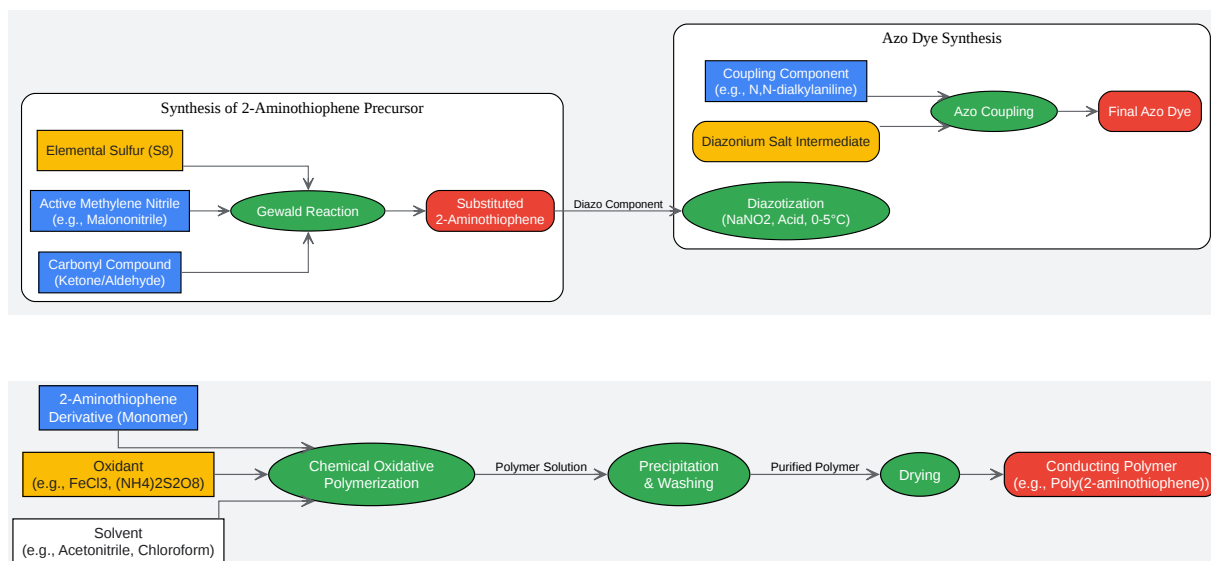 Azo Dye Synthesis
Coupling Component
(e.g., N,N-dialkylaniline)
Azo Coupling
Final Azo Dye
Diazonium Salt Intermediate
Synthesis of 2-Aminothiophene Precursor
Elemental Sulfur (S8)
Active Methylene Nitrile
(e.g., Malononitrile)
Gewald Reaction
Substituted
2-Aminothiophene
Diazo Component
Diazotization
(NaNO2, Acid, 0-5°C)
Carbonyl Compound
(Ketone/Aldehyde)
2-Aminothiophene
Derivative (Monomer)
Oxidant
(e.g., FeCl3, (NH4)2S2O8)
Chemical Oxidative
Polymerization
Polymer Solution
Precipitation
& Washing
Purified Polymer
Drying
Conducting Polymer
(e.g., Poly(2-aminothiophene))
Solvent
(e.g., Acetonitrile, Chloroform)